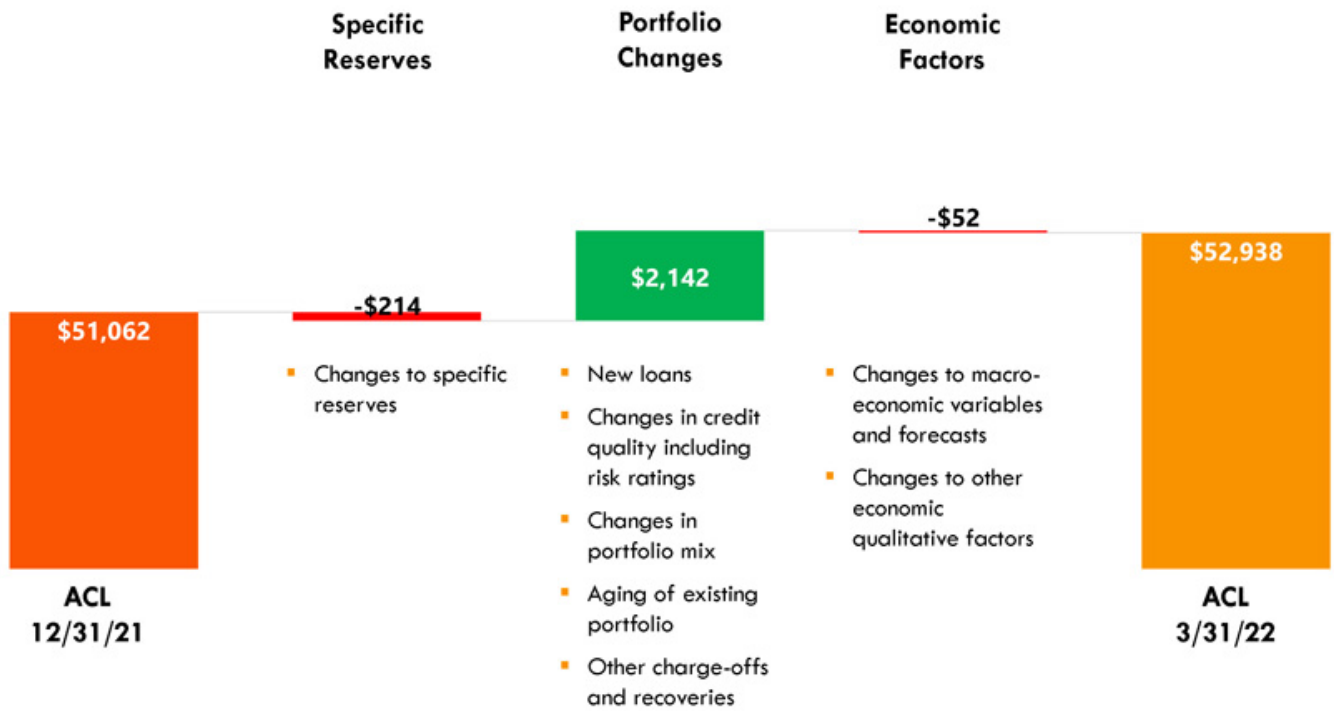 Specific
Reserves
Portfolio
Changes
Economic
Factors
$51,062
-$214
$2,142
-$52
$52,938
▪ Changes to specific
reserves
▪ New loans
▪ Changes in credit
quality including
risk ratings
▪ Changes in
portfolio mix
▪ Aging of existing
portfolio
▪ Other charge-offs
and recoveries
▪ Changes to macro-
economic variables
and forecasts
▪ Changes to other
economic
qualitative factors
ACL
12/31/21
ACL
3/31/22